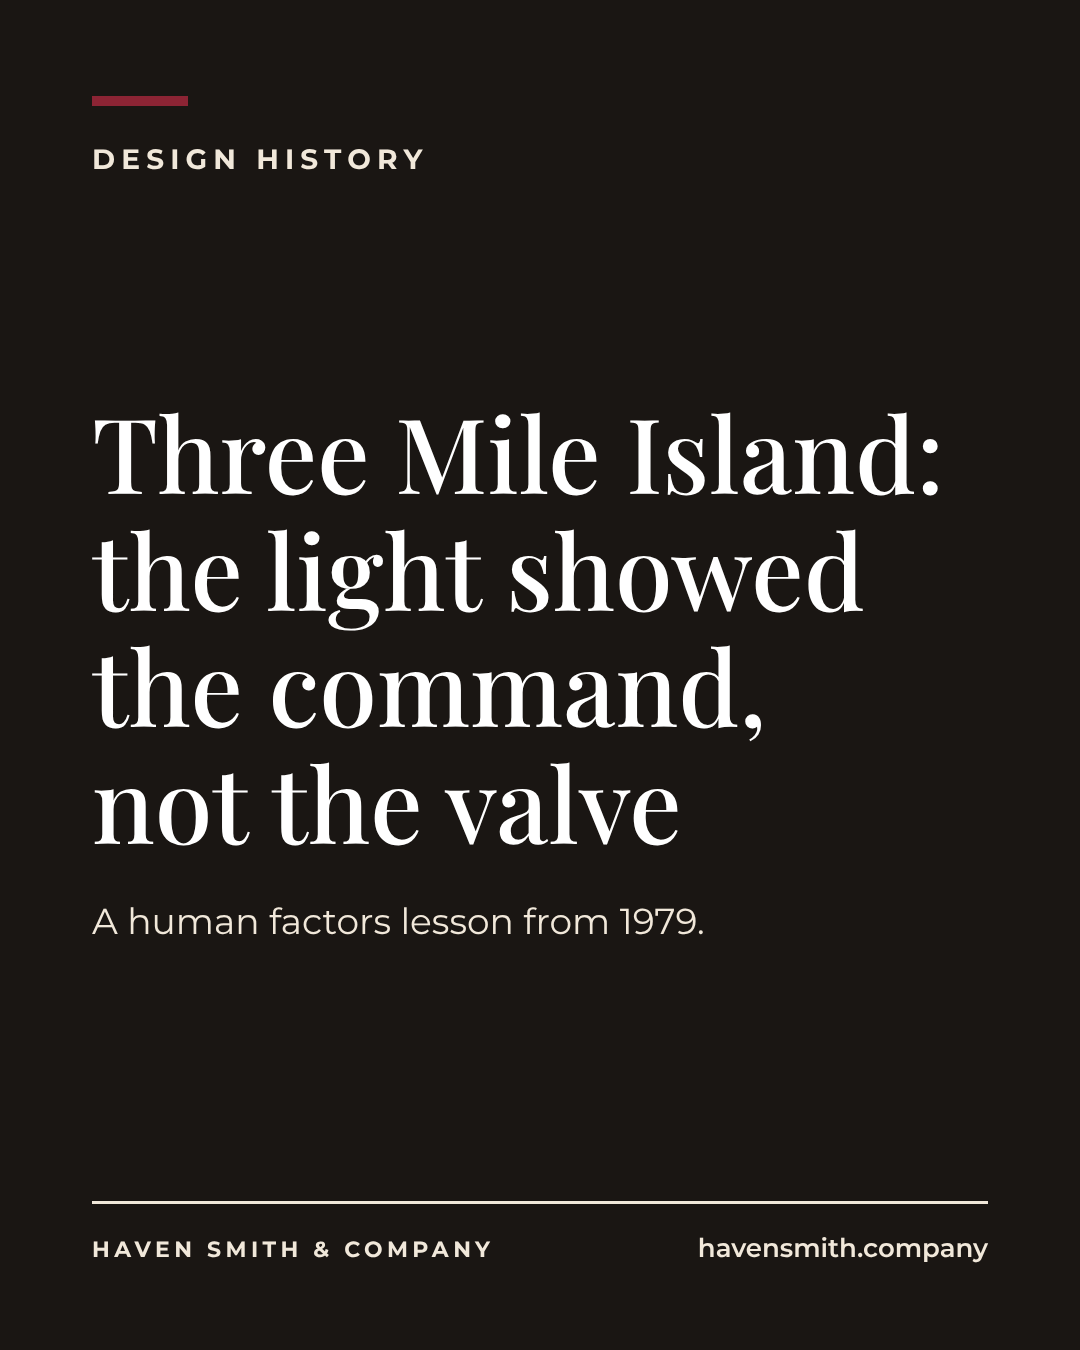 DESIGN HISTORY
Three Mile Island:
the light showed
the command,
not the valve
A human factors lesson from 1979.
HAVEN SMITH & COMPANY
havensmith.company